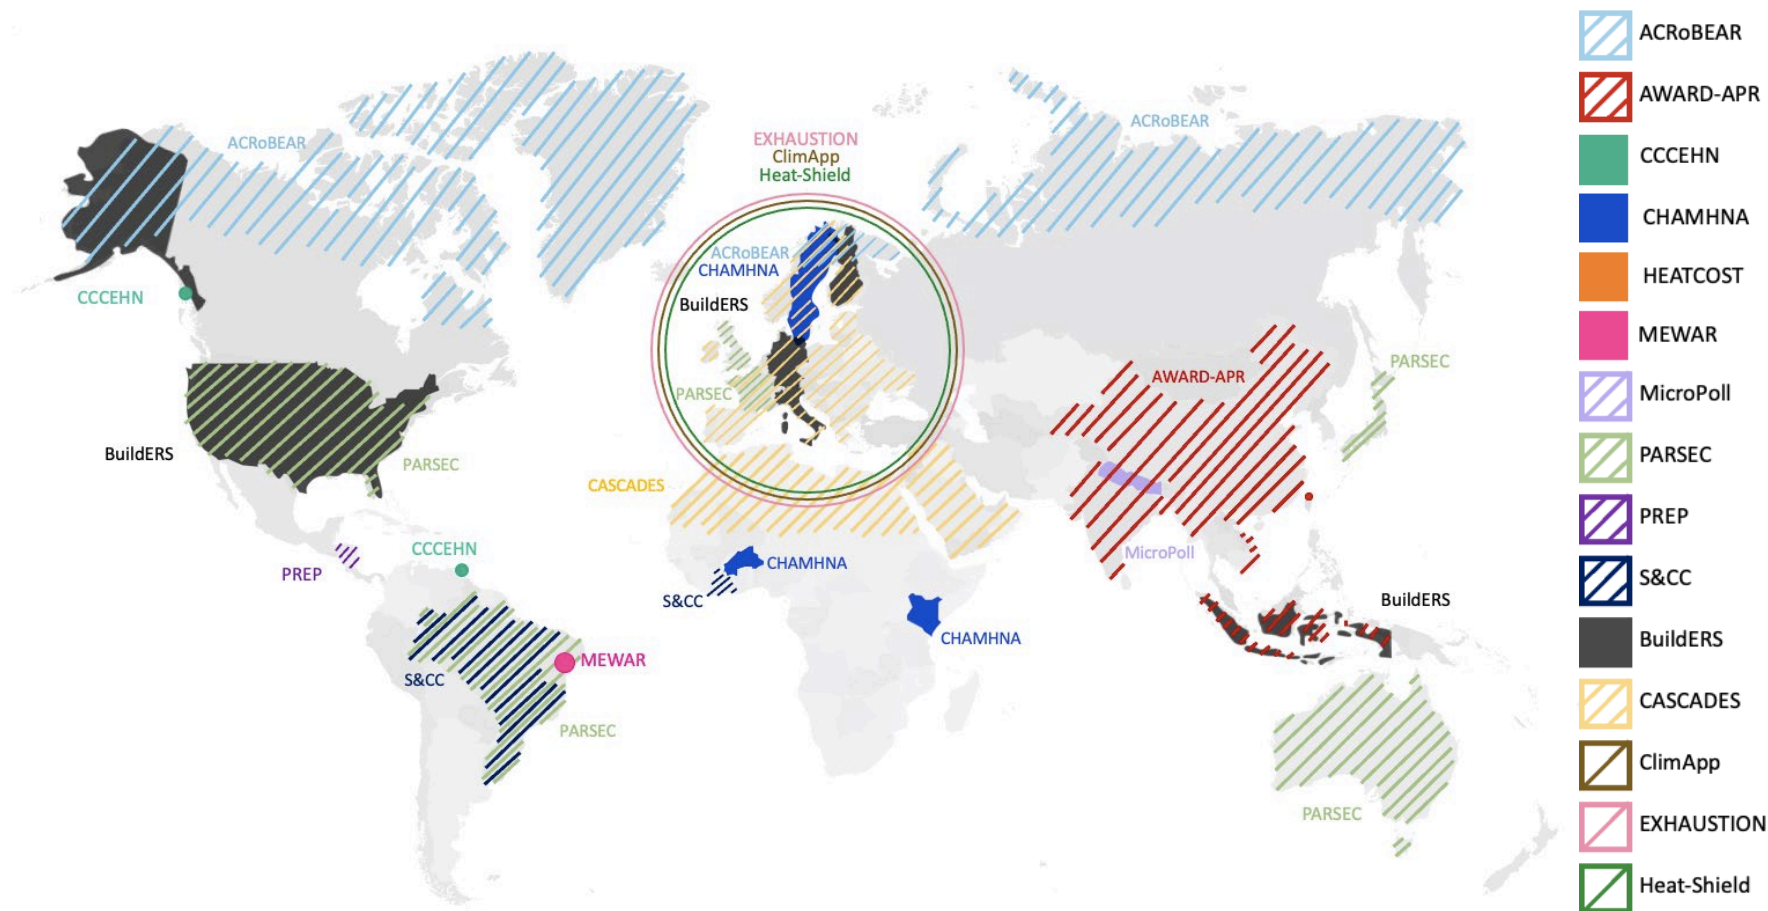 ACRoBEAR
EXHAUSTION
ClimApp
Heat-Shield
ACRoBEAR
ACRoBEAR
CHAMHNA
BuildERS
CCCEHN
PARSEC
AWARD-APR
PARSEC
BuildERS
PARSEC
CASCADES
MicroPoll
CCCEHN
PREP
CHAMHNA
S&CC
BuildERS
CHAMHNA
MEWAR
S&CC
PARSEC
PARSEC
ACRoBEAR
AWARD-APR
CCCEHN
CHAMHNA
HEATCOST
MEWAR
MicroPoll
PARSEC
PREP
S&CC
BuildERS
CASCADES
ClimApp
EXHAUSTION
Heat-Shield